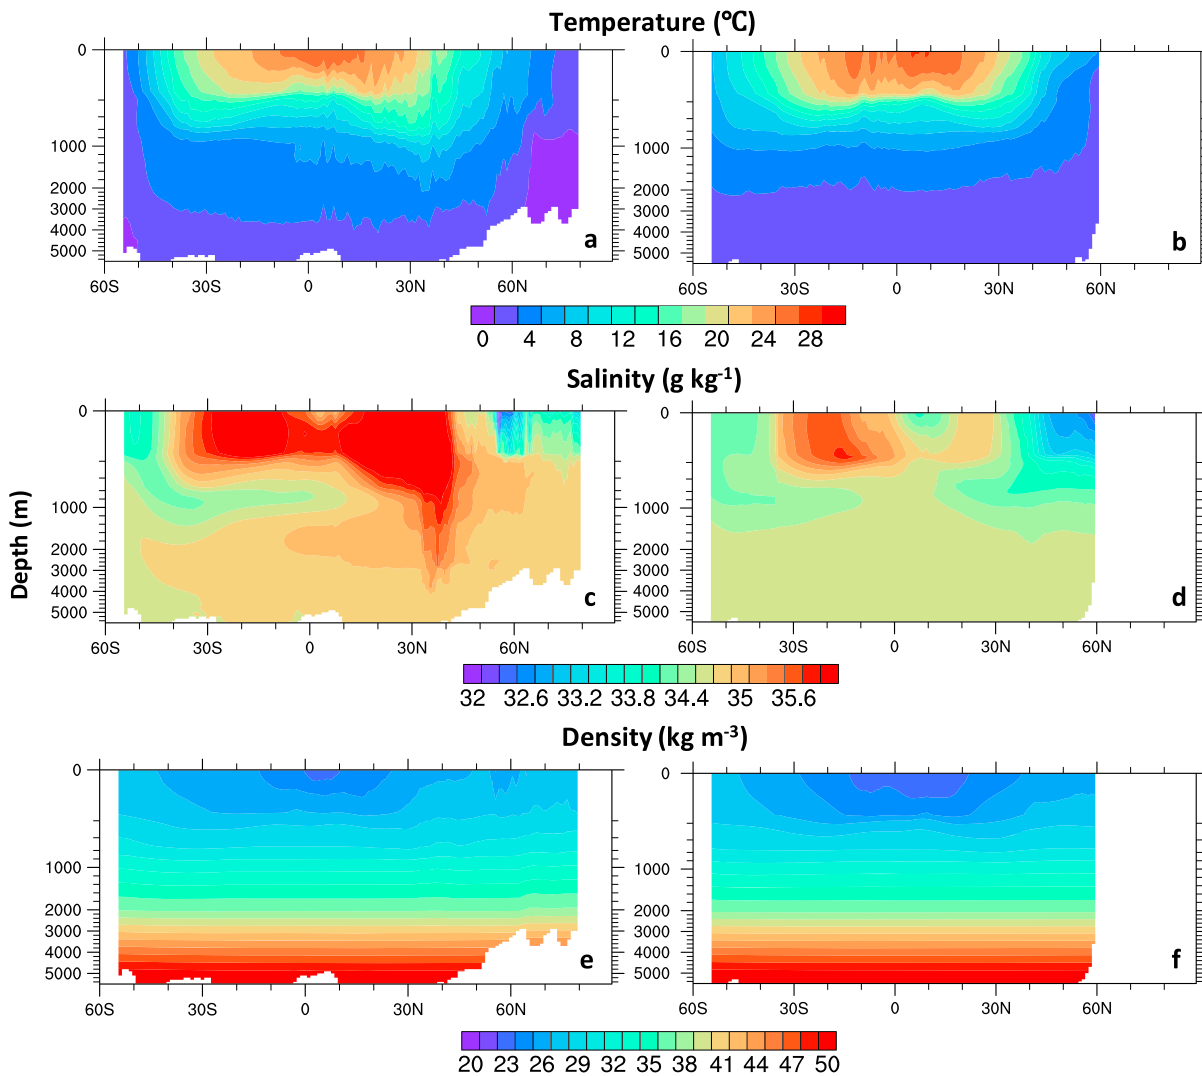 Temperature (℃)
0
1000
2000
3000
4000
5000
a
60S 30S 0 30N 60N
0
1000
2000
3000
4000
5000
b
60S 30S 0 30N 60N
0 4 8 12 16 20 24 28
Salinity (g kg-1)
Depth (m)
0
1000
2000
3000
4000
5000
c
60S 30S 0 30N 60N
0
1000
2000
3000
4000
5000
d
60S 30S 0 30N 60N
32 32.6 33.2 33.8 34.4 35 35.6
Density (kg m-3)
0
1000
2000
3000
4000
5000
e
60S 30S 0 30N 60N
0
1000
2000
3000
4000
5000
f
60S 30S 0 30N 60N
20 23 26 29 32 35 38 41 44 47 50